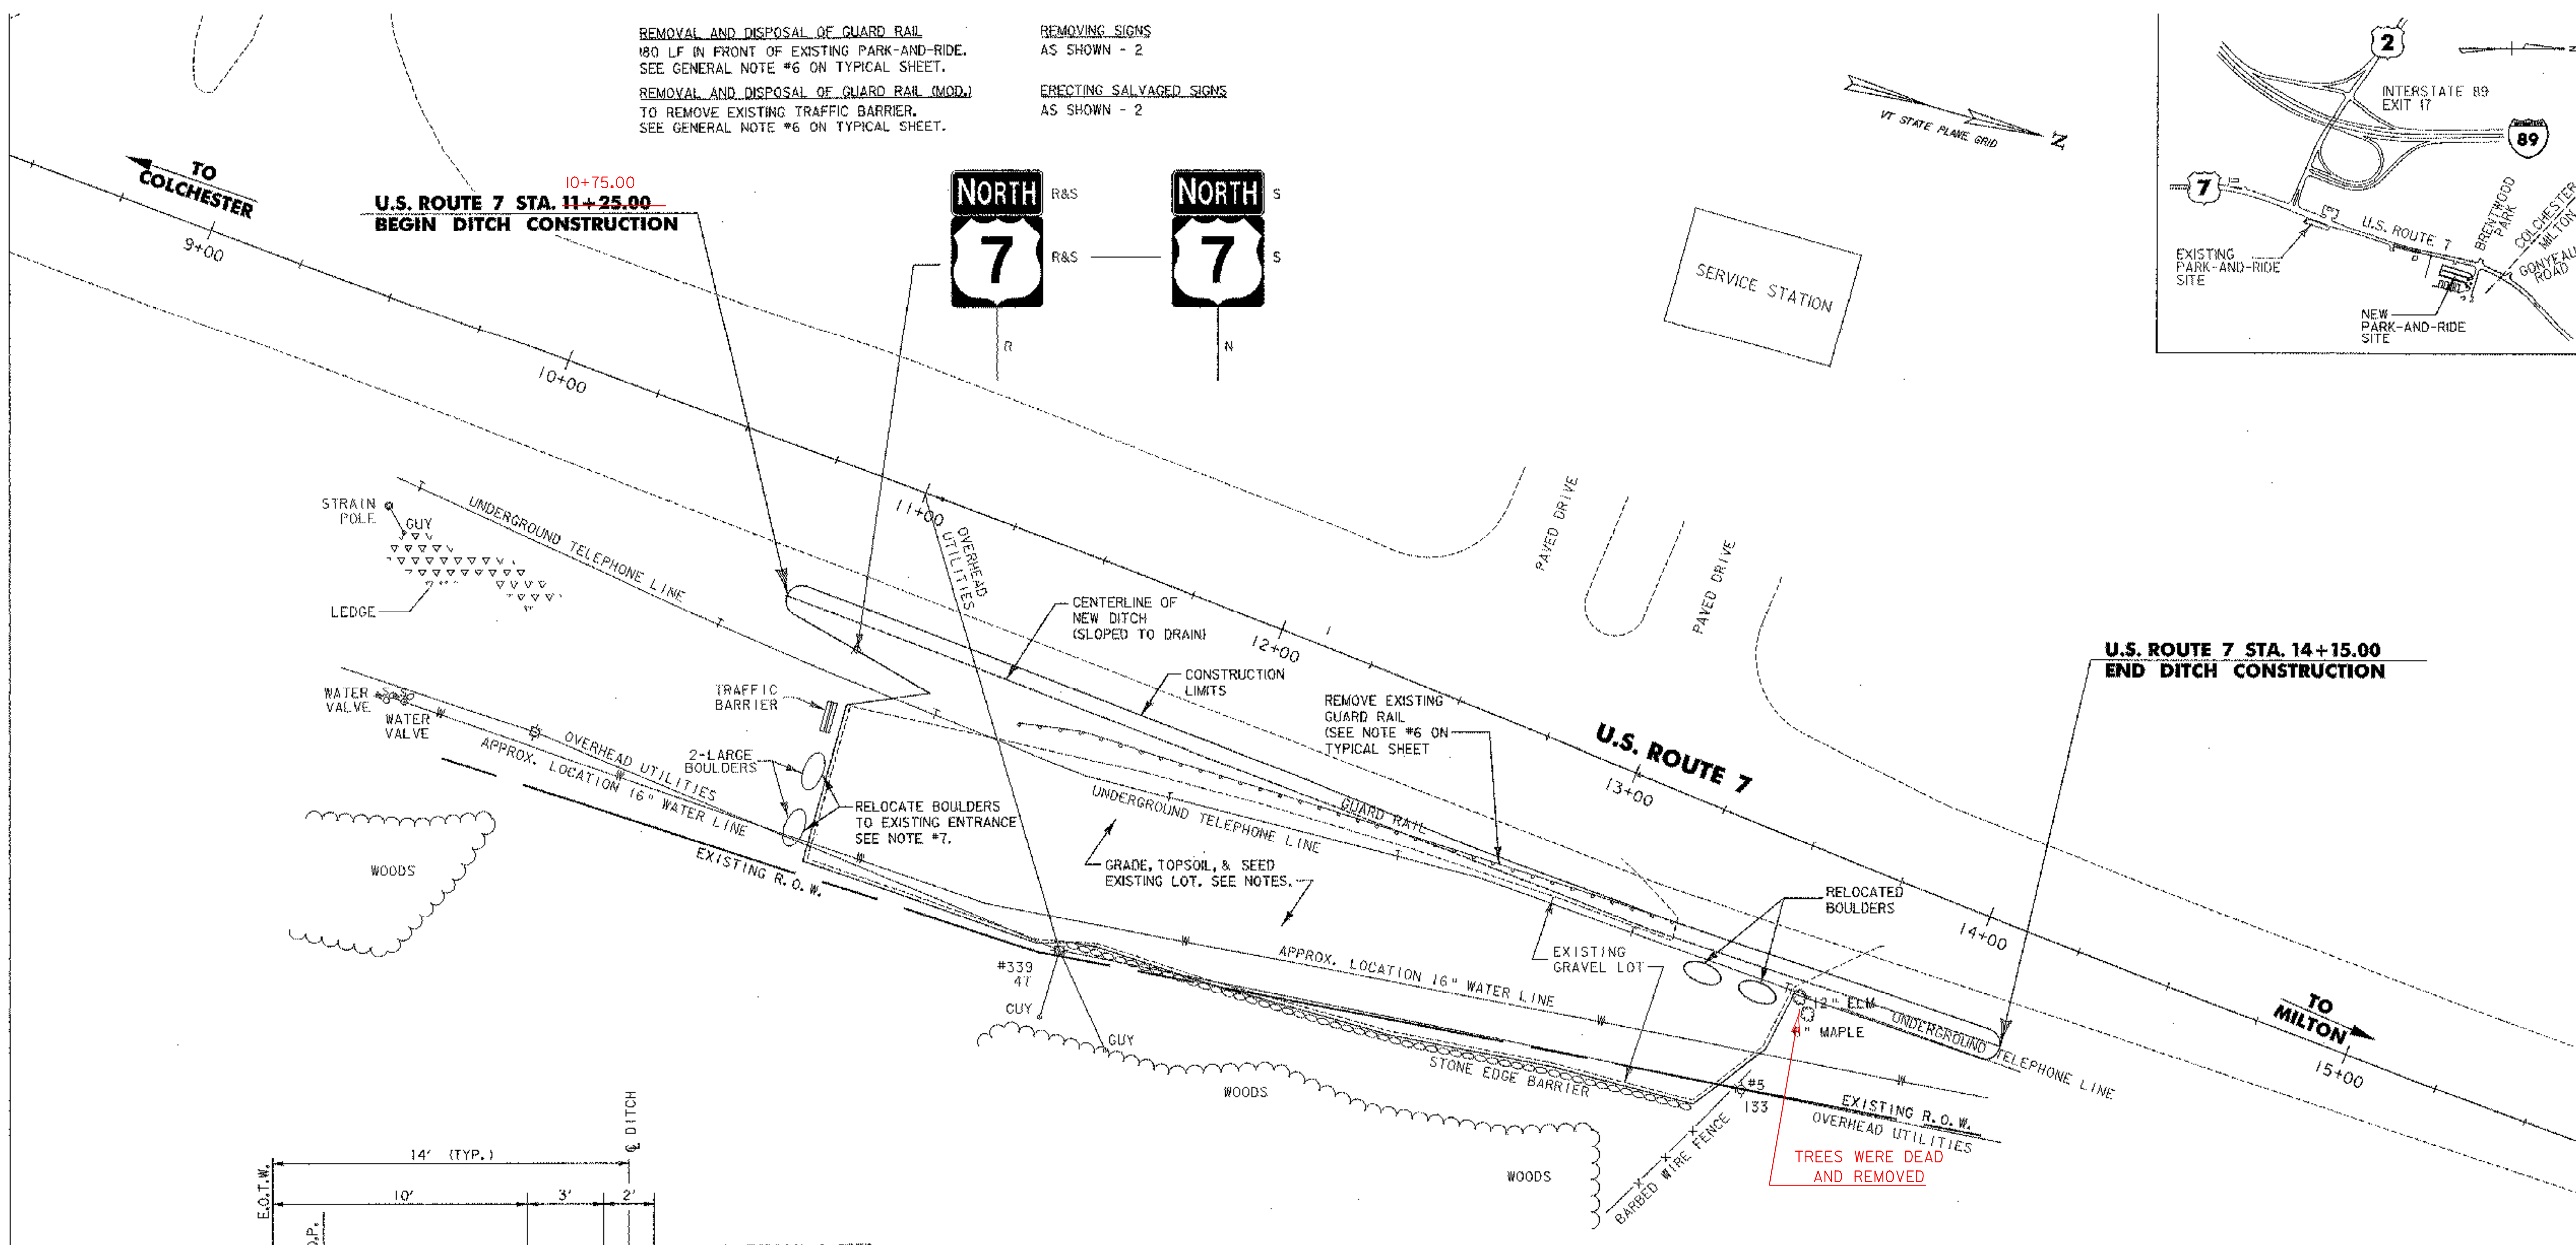 REMOVAL AND DISPOSAL OF GUARD RAIL
180 LF IN FRONT OF EXISTING PARK-AND-RIDE.
SEE GENERAL NOTE #6 ON TYPICAL SHEET.
REMOVAL AND DISPOSAL OF GUARD RAIL (MOD.)
TO REMOVE EXISTING TRAFFIC BARRIER.
SEE GENERAL NOTE #6 ON TYPICAL SHEET.
REMOVING SIGNS
AS SHOWN - 2
ERECTING SALVAGED SIGNS
AS SHOWN - 2
VT STATE PLANE GRID
N
2
INTERSTATE 89
EXIT 17
89
7
U.S. ROUTE 7
BRENTWOOD
PARK
COLCHESTER
MILTON
GONYEAU
ROAD
EXISTING
PARK-AND-RIDE
SITE
NEW
PARK-AND-RIDE
SITE
TO
COLCHESTER
10+75.00
U.S. ROUTE 7 STA. 11+25.00
BEGIN DITCH CONSTRUCTION
NORTH
R&S
7
R&S
R
NORTH
S
7
S
N
SERVICE STATION
9+00
10+00
11+00
12+00
13+00
14+00
15+00
STRAIN
POLE
GUY
LEDGE
UNDERGROUND TELEPHONE LINE
OVERHEAD
UTILITIES
PAVED DRIVE
PAVED DRIVE
CENTERLINE OF
NEW DITCH
(SLOPED TO DRAIN)
CONSTRUCTION
LIMITS
REMOVE EXISTING
GUARD RAIL
(SEE NOTE #6 ON
TYPICAL SHEET
U.S. ROUTE 7
U.S. ROUTE 7 STA. 14+15.00
END DITCH CONSTRUCTION
WATER
VALVE
WATER
VALVE
TRAFFIC
BARRIER
2-LARGE
BOULDERS
OVERHEAD UTILITIES
APPROX. LOCATION 16" WATER LINE
RELOCATE BOULDERS
TO EXISTING ENTRANCE
SEE NOTE #7.
EXISTING R.O.W.
WOODS
UNDERGROUND TELEPHONE LINE
GUARD RAIL
GRADE, TOPSOIL, & SEED
EXISTING LOT. SEE NOTES.
RELOCATED
BOULDERS
EXISTING
GRAVEL LOT
APPROX. LOCATION 16" WATER LINE
#339
4T
GUY
GUY
STONE EDGE BARRIER
WOODS
WOODS
12" ELM
MAPLE
UNDERGROUND TELEPHONE LINE
TO
MILTON
#5
133
EXISTING R.O.W.
OVERHEAD UTILITIES
BARBED WIRE FENCE
TREES WERE DEAD
AND REMOVED
14' (TYP.)
℄ DITCH
E.O.T.W.
10'
3'
2'